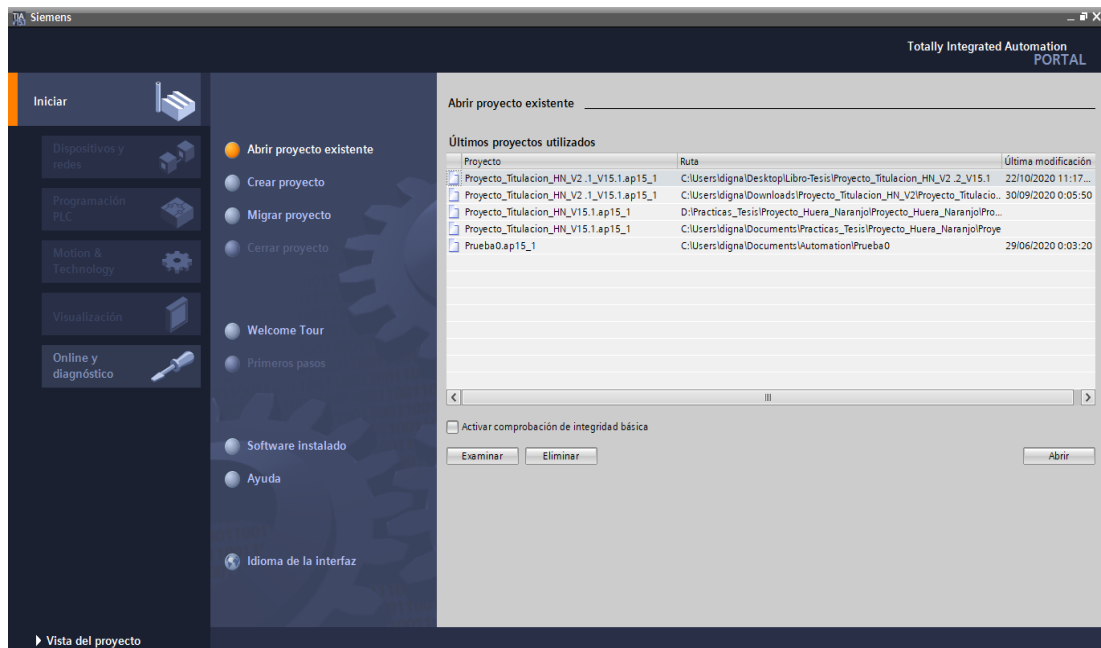 Siemens
Totally Integrated Automation
PORTAL
Iniciar
Dispositivos y
redes
Programación
PLC
Motion &
Technology
Visualización
Online y
diagnóstico
Vista del proyecto
Abrir proyecto existente
Crear proyecto
Migrar proyecto
Cerrar proyecto
Welcome Tour
Primeros pasos
Software instalado
Ayuda
Idioma de la interfaz
Abrir proyecto existente
Últimos proyectos utilizados
Proyecto Ruta Última modificación
Proyecto_Titulacion_HN_V2 .1_V15.1.ap15_1 C:\Users\digna\Desktop\Libro-Tesis\Proyecto_Titulacion_HN_V2 .2_V15.1 22/10/2020 11:17...
Proyecto_Titulacion_HN_V2 .1_V15.1.ap15_1 C:\Users\digna\Downloads\Proyecto_Titulacion_HN_V2\Proyecto_Titulacio... 30/09/2020 0:05:50
Proyecto_Titulacion_HN_V15.1.ap15_1 D:\Practicas_Tesis\Proyecto_Huera_Naranjo\Proyecto_Huera_Naranjo\Pro...
Proyecto_Titulacion_HN_V15.1.ap15_1 C:\Users\digna\Documents\Practicas_Tesis\Proyecto_Huera_Naranjo\Proye
Prueba0.ap15_1 C:\Users\digna\Documents\Automation\Prueba0 29/06/2020 0:03:20
Activar comprobación de integridad básica
Examinar Eliminar Abrir